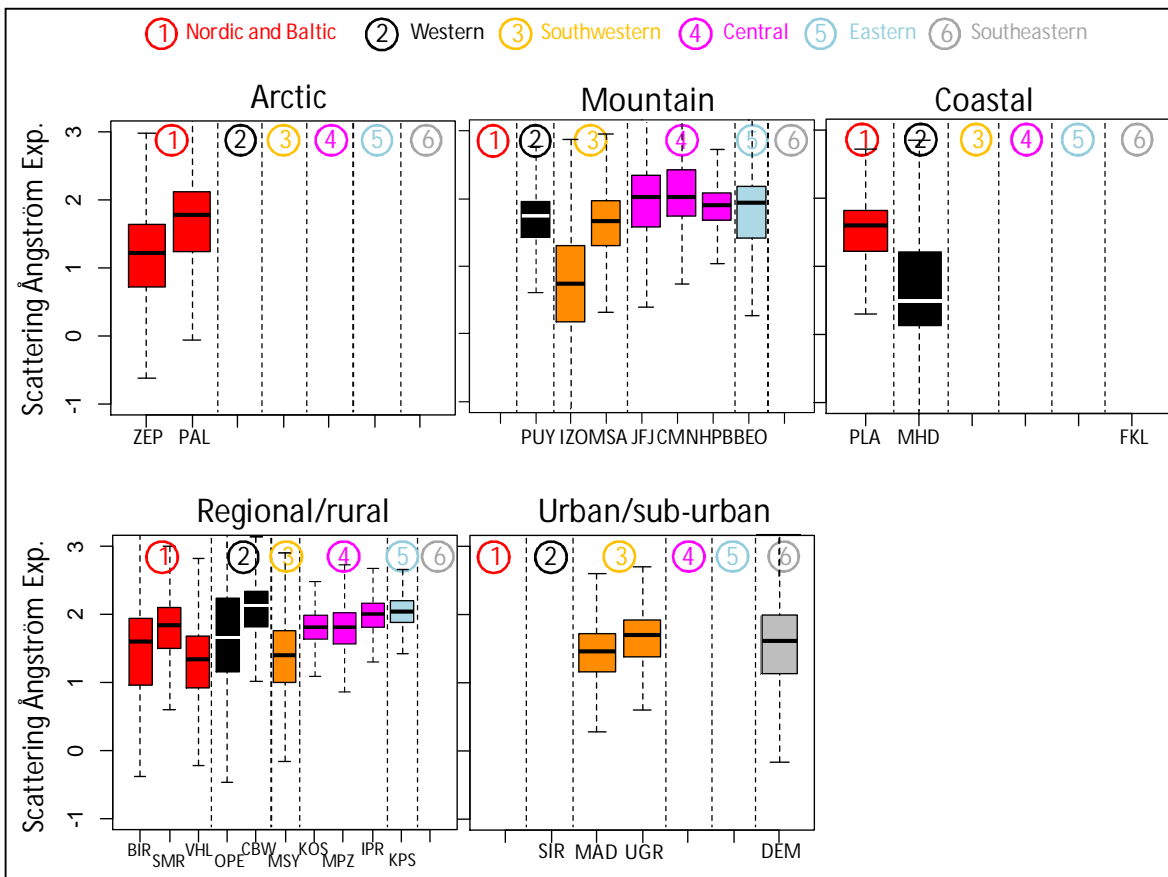 1 Nordic and Baltic 2 Western 3 Southwestern 4 Central 5 Eastern 6 Southeastern
Arctic Mountain Coastal
Scattering Ångström Exp.
3 2 1 0 -1
1 2 3 4 5 6
1 2 3 4 5 6
1 2 3 4 5 6
ZEP PAL
PUY IZO MSA JFJ CMN HPB BEO
PLA MHD FKL
Regional/rural Urban/sub-urban
Scattering Ångström Exp.
3 2 1 0 -1
1 2 3 4 5 6
1 2 3 4 5 6
BIR SMR VHL OPE CBW MSY KOS MPZ IPR KPS
SIR MAD UGR DEM